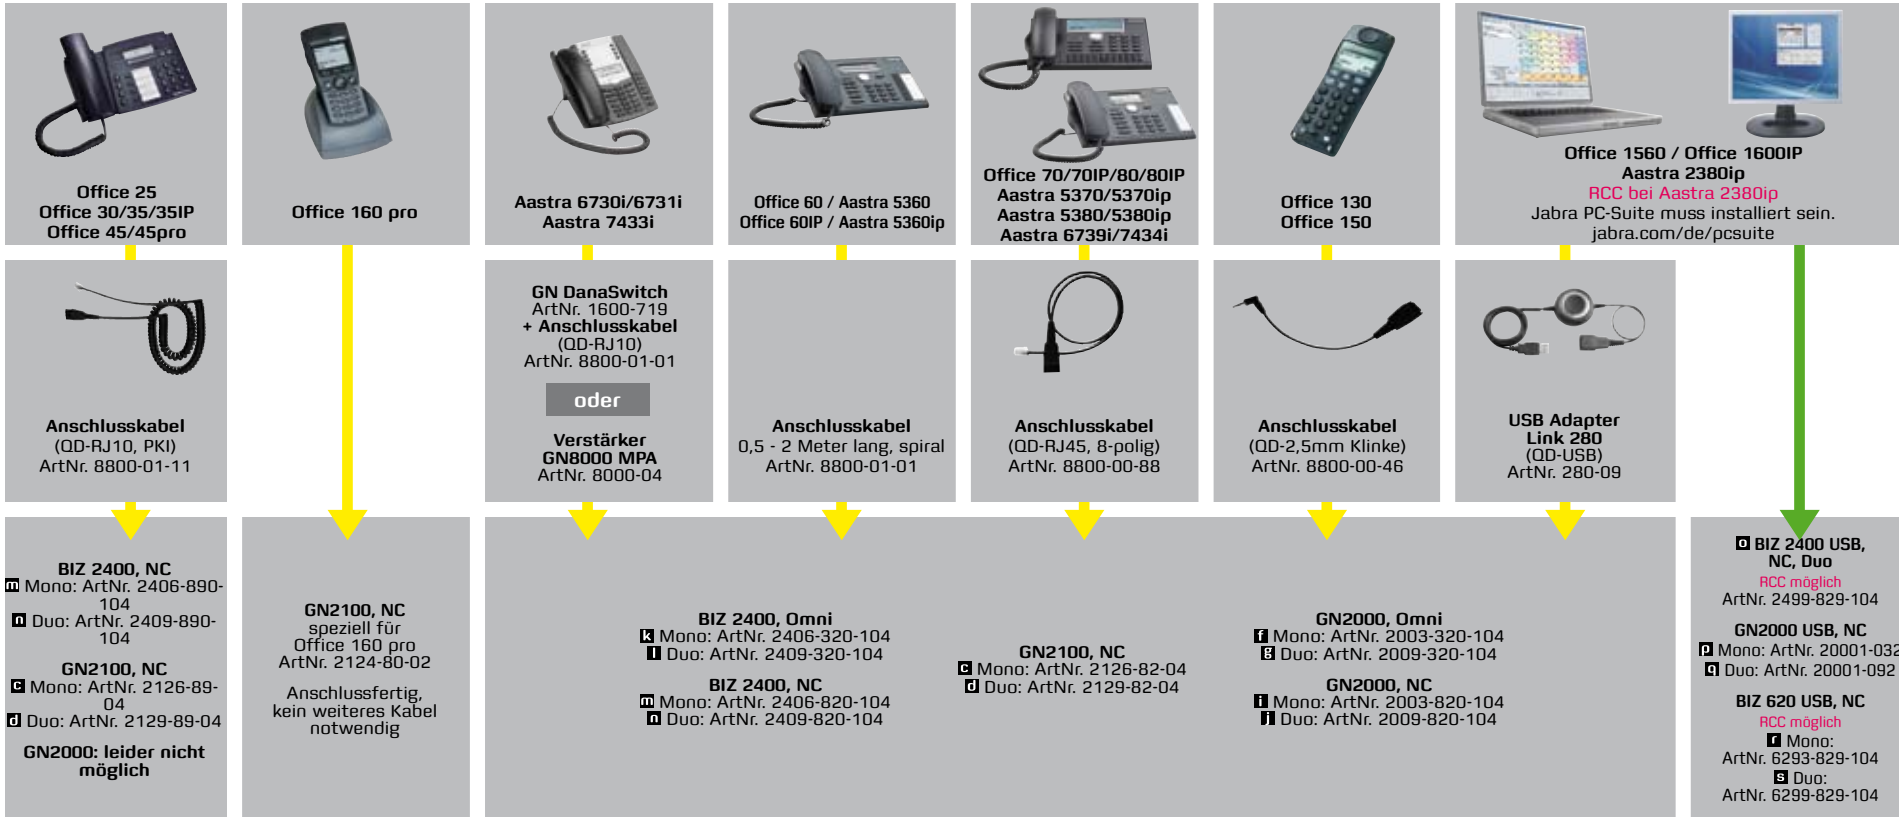 Office 25
Office 30/35/35IP
Office 45/45pro
Office 160 pro
Aastra 6730i/6731i
Aastra 7433i
Office 60 / Aastra 5360
Office 60IP / Aastra 5360ip
Office 70/70IP/80/80IP
Aastra 5370/5370ip
Aastra 5380/5380ip
Aastra 6739i/7434i
Office 130
Office 150
Office 1560 / Office 1600IP
Aastra 2380ip
RCC bei Aastra 2380ip
Jabra PC-Suite muss installiert sein.
jabra.com/de/pcsuite
Anschlusskabel
(QD-RJ10, PKI)
ArtNr. 8800-01-11
GN DanaSwitch
ArtNr. 1600-719
+ Anschlusskabel
(QD-RJ10)
ArtNr. 8800-01-01
oder
Verstärker
GN8000 MPA
ArtNr. 8000-04
Anschlusskabel
0,5 - 2 Meter lang, spiral
ArtNr. 8800-01-01
Anschlusskabel
(QD-RJ45, 8-polig)
ArtNr. 8800-00-88
Anschlusskabel
(QD-2,5mm Klinke)
ArtNr. 8800-00-46
USB Adapter
Link 280
(QD-USB)
ArtNr. 280-09
BIZ 2400, NC
m Mono: ArtNr. 2406-890-
104
n Duo: ArtNr. 2409-890-
104
GN2100, NC
c Mono: ArtNr. 2126-89-
04
d Duo: ArtNr. 2129-89-04
GN2000: leider nicht
möglich
GN2100, NC
speziell für
Office 160 pro
ArtNr. 2124-80-02
Anschlussfertig,
kein weiteres Kabel
notwendig
BIZ 2400, Omni
k Mono: ArtNr. 2406-320-104
l Duo: ArtNr. 2409-320-104
BIZ 2400, NC
m Mono: ArtNr. 2406-820-104
n Duo: ArtNr. 2409-820-104
GN2100, NC
c Mono: ArtNr. 2126-82-04
d Duo: ArtNr. 2129-82-04
GN2000, Omni
f Mono: ArtNr. 2003-320-104
g Duo: ArtNr. 2009-320-104
GN2000, NC
i Mono: ArtNr. 2003-820-104
j Duo: ArtNr. 2009-820-104
o BIZ 2400 USB,
NC, Duo
RCC möglich
ArtNr. 2499-829-104
GN2000 USB, NC
p Mono: ArtNr. 20001-032
q Duo: ArtNr. 20001-092
BIZ 620 USB, NC
RCC möglich
r Mono:
ArtNr. 6293-829-104
s Duo:
ArtNr. 6299-829-104